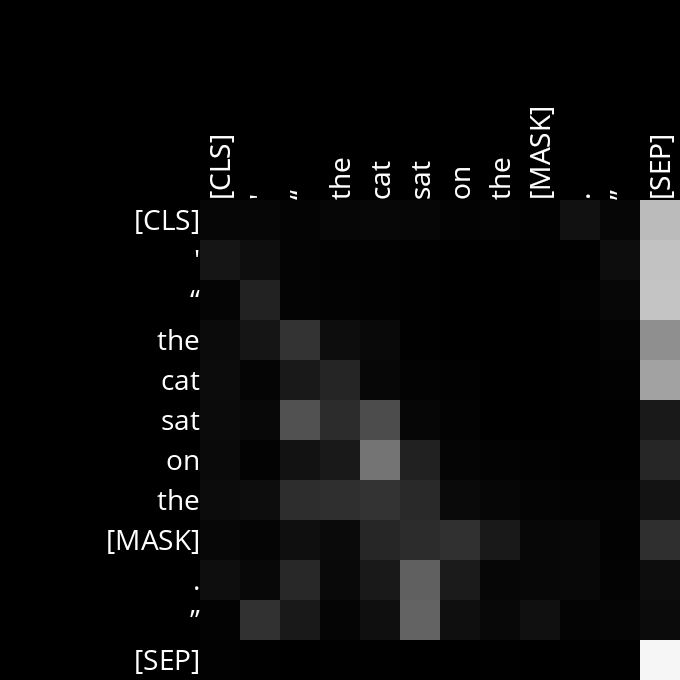 [CLS] ' “ the cat sat on the [MASK] . ” [SEP]
[CLS]
'
“
the
cat
sat
on
the
[MASK]
.
”
[SEP]